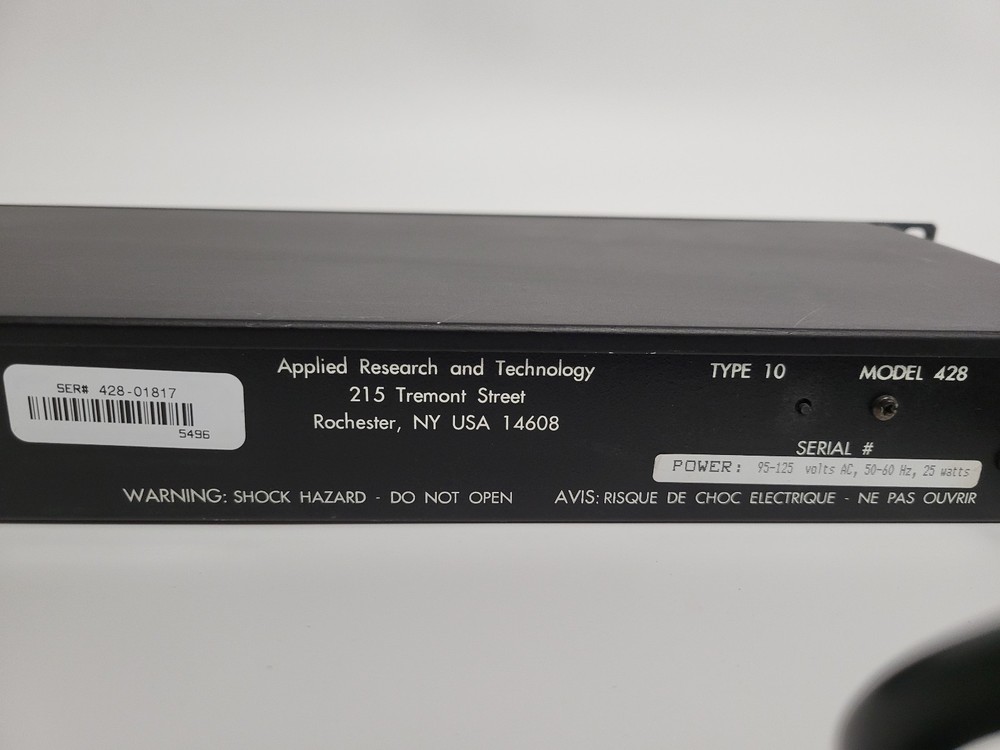 SER# 428-01817
5496
Applied Research and Technology
215 Tremont Street
Rochester, NY USA 14608
TYPE 10
MODEL 428
SERIAL #
POWER: 95-125 volts AC, 50-60 Hz, 25 watts
WARNING: SHOCK HAZARD - DO NOT OPEN
AVIS: RISQUE DE CHOC ELECTRIQUE - NE PAS OUVRIR